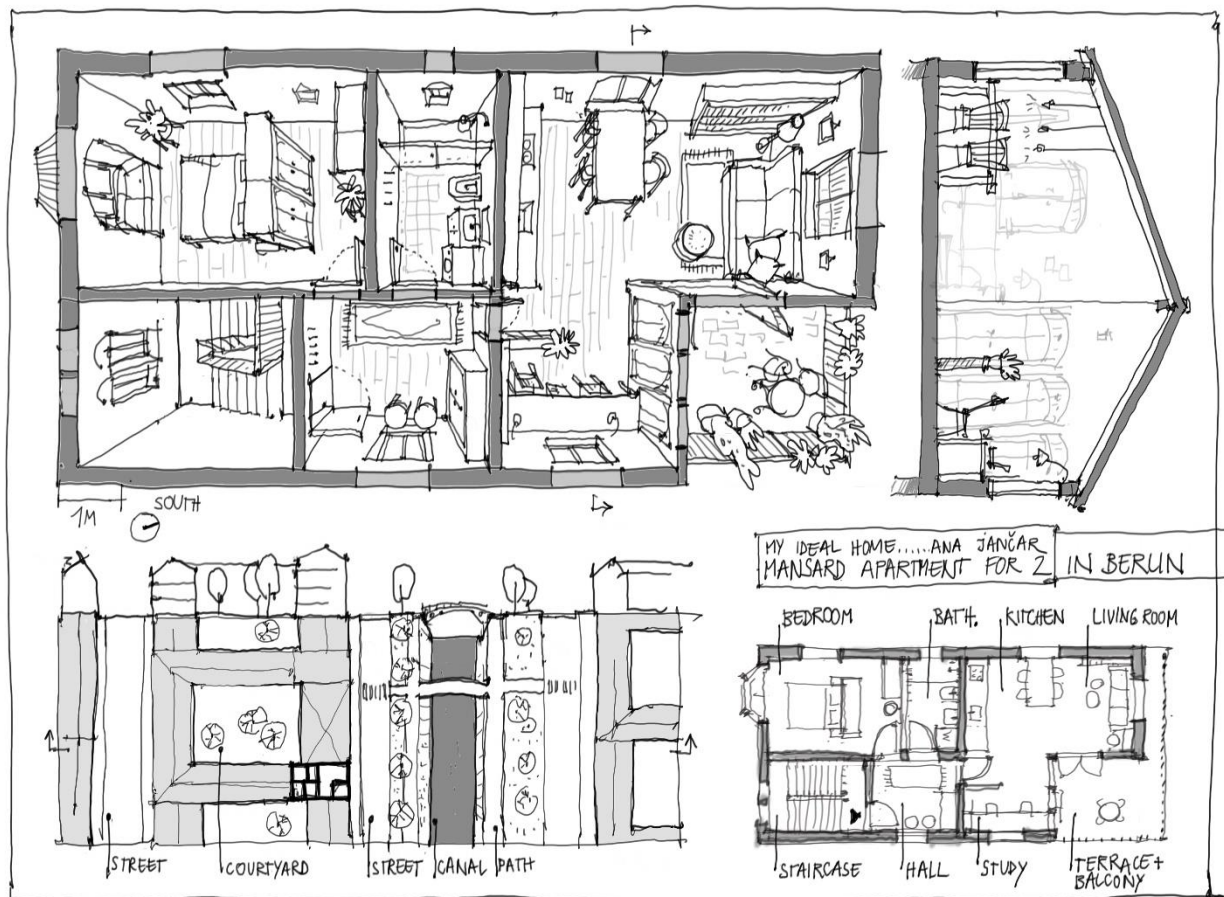 1M
SOUTH
MY IDEAL HOME......ANA JANČAR
MANSARD APARTMENT FOR 2 IN BERLIN
BEDROOM BATH. KITCHEN LIVING ROOM
STREET COURTYARD STREET CANAL PATH
STAIRCASE HALL STUDY TERRACE+
BALCONY